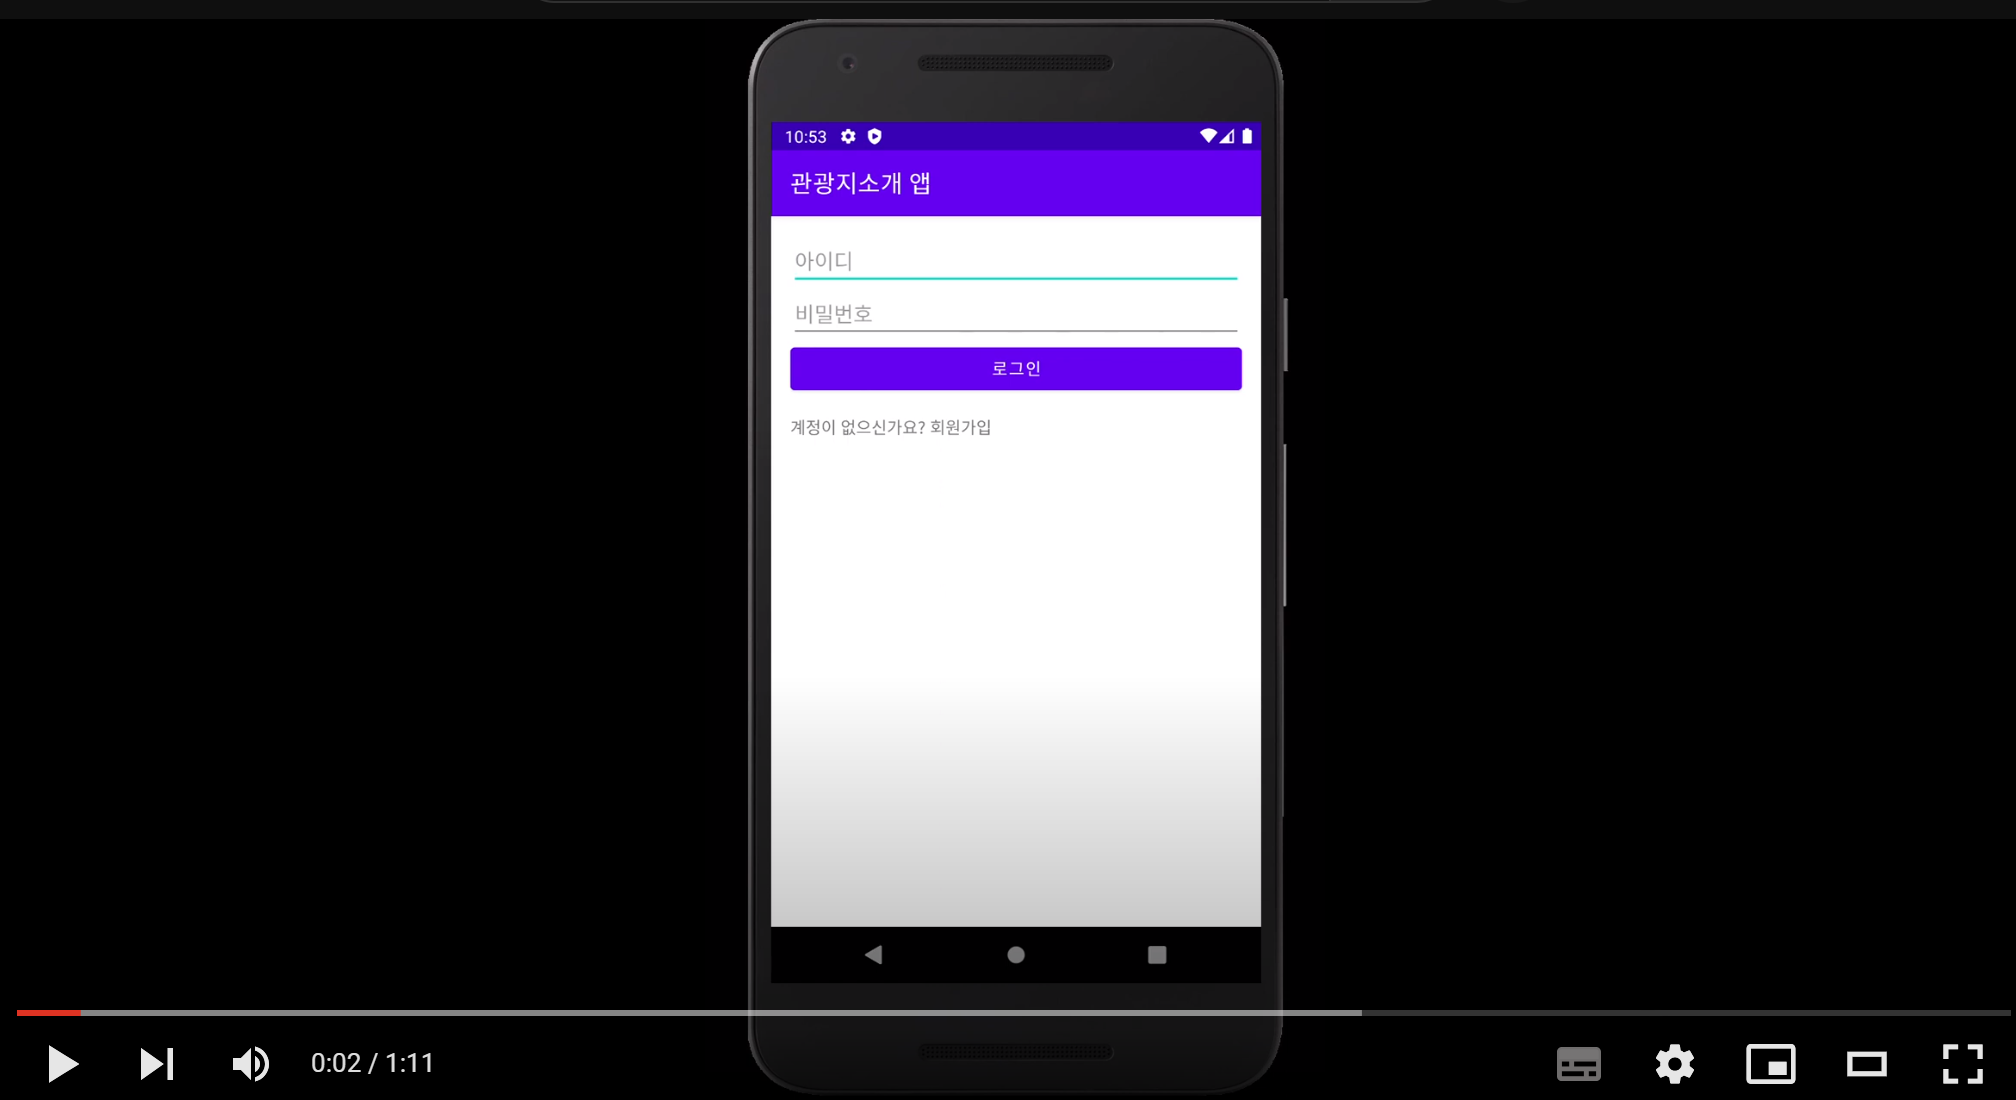 10:53
관광지소개 앱
아이디
비밀번호
로그인
계정이 없으신가요? 회원가입
0:02 / 1:11